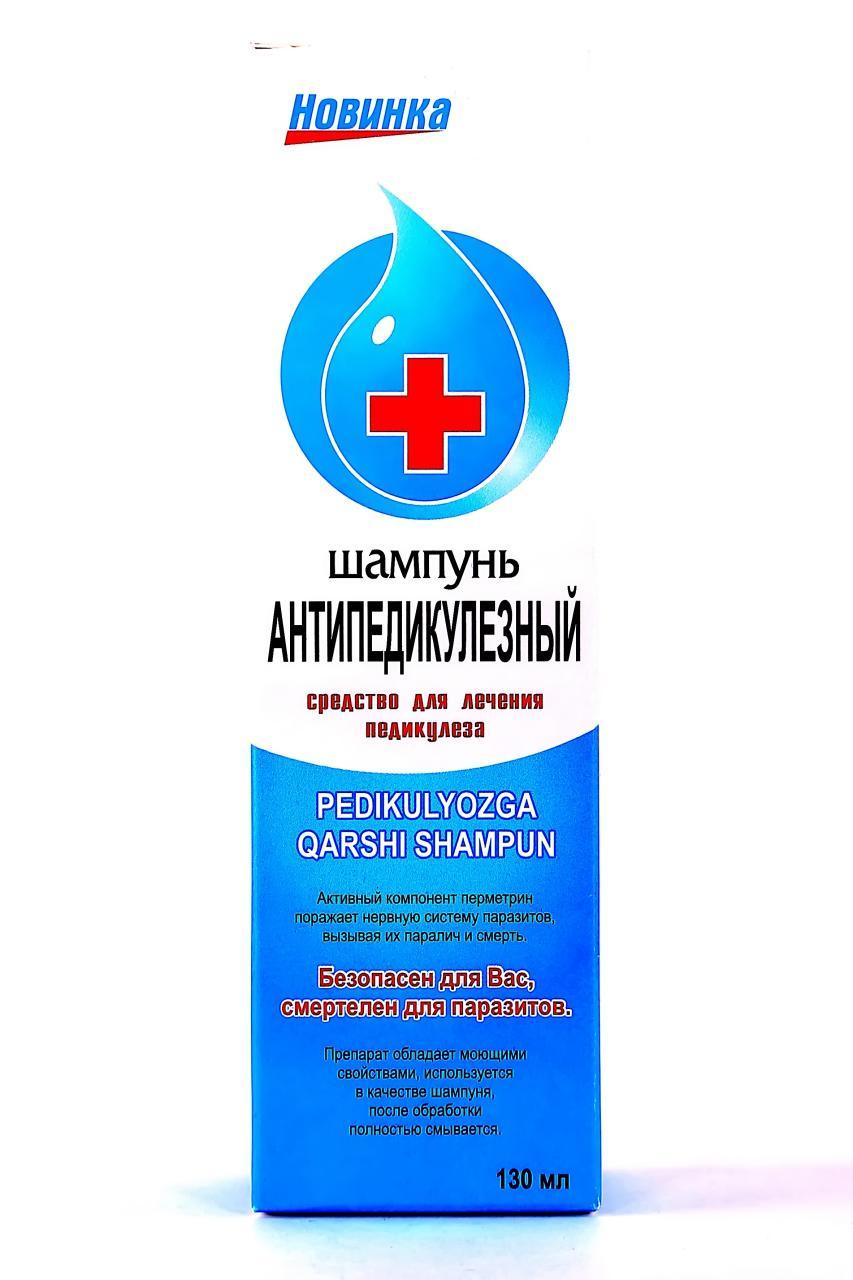 Новинка
шампунь
АНТИПЕДИКУЛЕЗНЫЙ
средство для лечения
педикулеза
PEDIKULYOZGA
QARSHI SHAMPUN
Активный компонент перметрин
поражает нервную систему паразитов,
вызывая их паралич и смерть.
Безопасен для Вас,
смертелен для паразитов.
Препарат обладает моющими
свойствами, используется
в качестве шампуня,
после обработки
полностью смывается.
130 мл